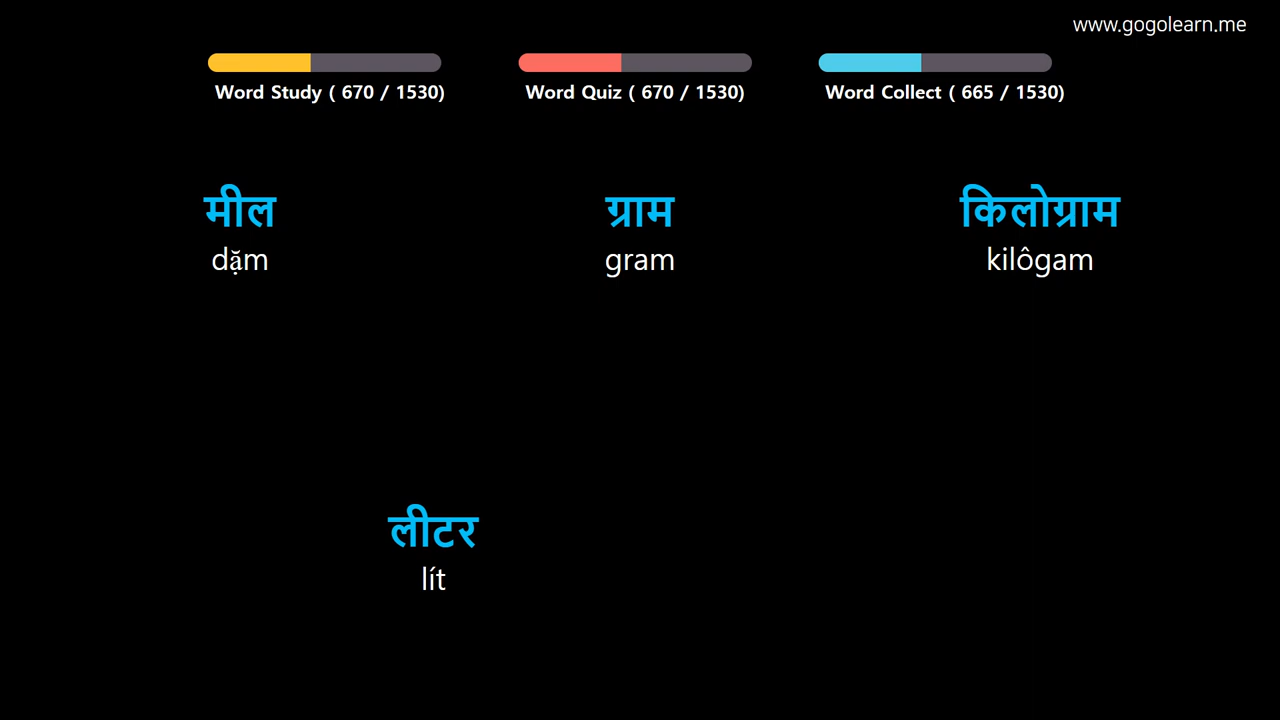 www.gogolearn.me
Word Study ( 670 / 1530)
Word Quiz ( 670 / 1530)
Word Collect ( 665 / 1530)
मील
dặm
ग्राम
gram
किलोग्राम
kilôgam
लीटर
lít